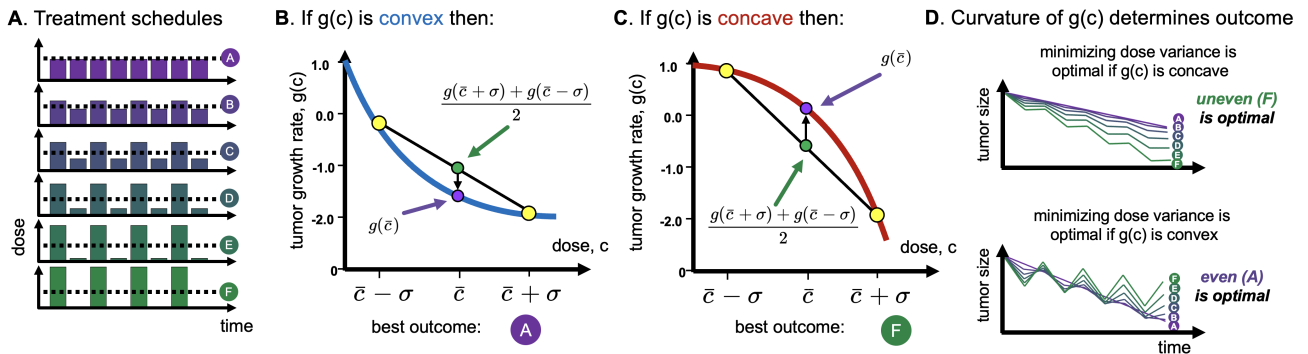 A. Treatment schedules
A
B
C
D
E
F
dose
time
B. If g(c) is convex then:
tumor growth rate, g(c)
1.0
0.0
-1.0
-2.0
0
g(c̄ + σ) + g(c̄ − σ)
2
g(c̄)
dose, c
c̄ − σ
c̄
c̄ + σ
best outcome: A
C. If g(c) is concave then:
tumor growth rate, g(c)
1.0
0.0
-1.0
-2.0
0
g(c̄)
g(c̄ + σ) + g(c̄ − σ)
2
dose, c
c̄ − σ
c̄
c̄ + σ
best outcome: F
D. Curvature of g(c) determines outcome
minimizing dose variance is
optimal if g(c) is concave
tumor size
A
B
C
D
E
F
uneven (F)
is optimal
minimizing dose variance is
optimal if g(c) is convex
tumor size
F
E
D
C
B
A
even (A)
is optimal
time